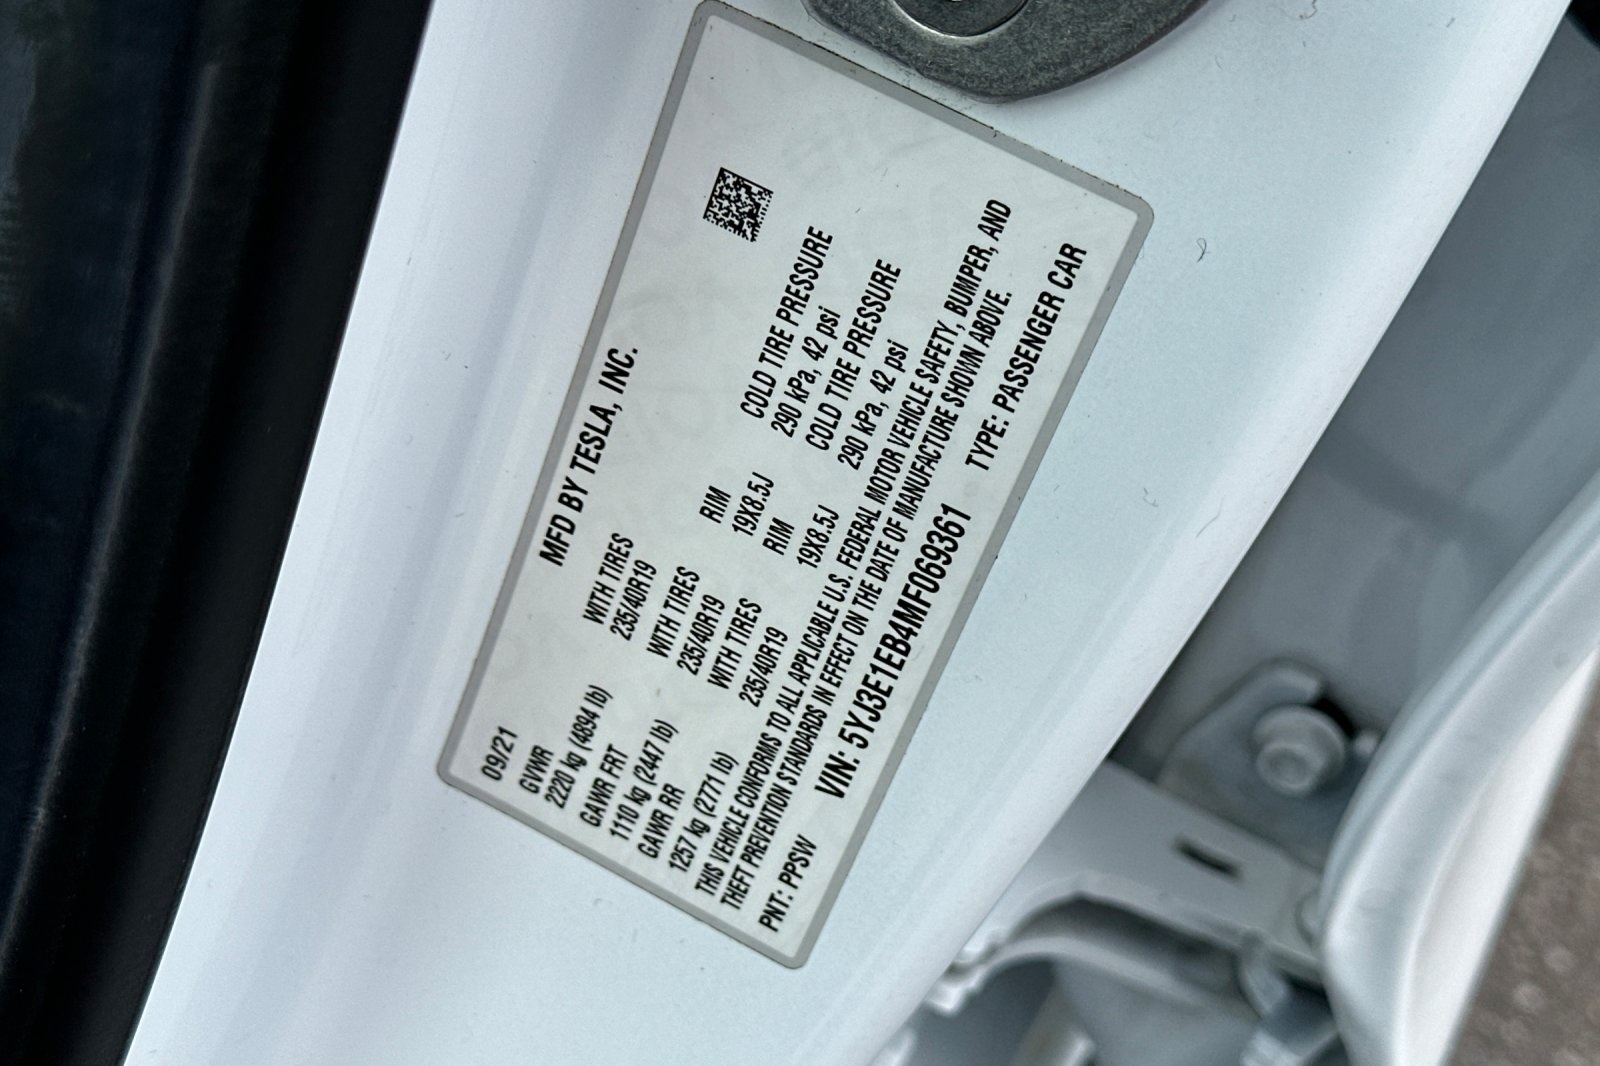 MFD BY TESLA, INC.
09/21
GVWR WITH TIRES RIM COLD TIRE PRESSURE
2220 kg (4894 lb) 235/40R19 19X8.5J 290 kPa, 42 psi
GAWR FRT WITH TIRES RIM COLD TIRE PRESSURE
1110 kg (2447 lb) 235/40R19 19X8.5J 290 kPa, 42 psi
GAWR RR WITH TIRES
1257 kg (2771 lb) 235/40R19
THIS VEHICLE CONFORMS TO ALL APPLICABLE U.S. FEDERAL MOTOR VEHICLE SAFETY, BUMPER, AND
THEFT PREVENTION STANDARDS IN EFFECT ON THE DATE OF MANUFACTURE SHOWN ABOVE.
VIN: 5YJ3E1EB4MF069361 TYPE: PASSENGER CAR
PNT: PPSW